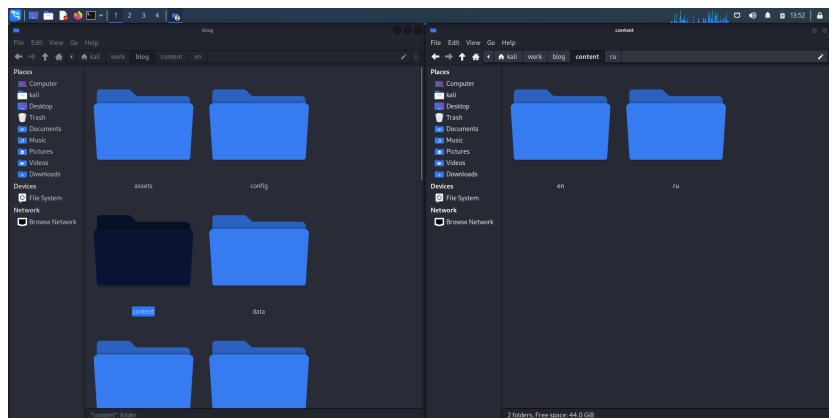 1 2 3 4
13:52
blog
File Edit View Go Help
kali work blog content en
Places
Computer
kali
Desktop
Trash
Documents
Music
Pictures
Videos
Downloads
Devices
File System
Network
Browse Network
assets
config
content
data
"content": folder
content
File Edit View Go Help
kali work blog content ru
Places
Computer
kali
Desktop
Trash
Documents
Music
Pictures
Videos
Downloads
Devices
File System
Network
Browse Network
en
ru
2 folders, Free space: 44.0 GiB